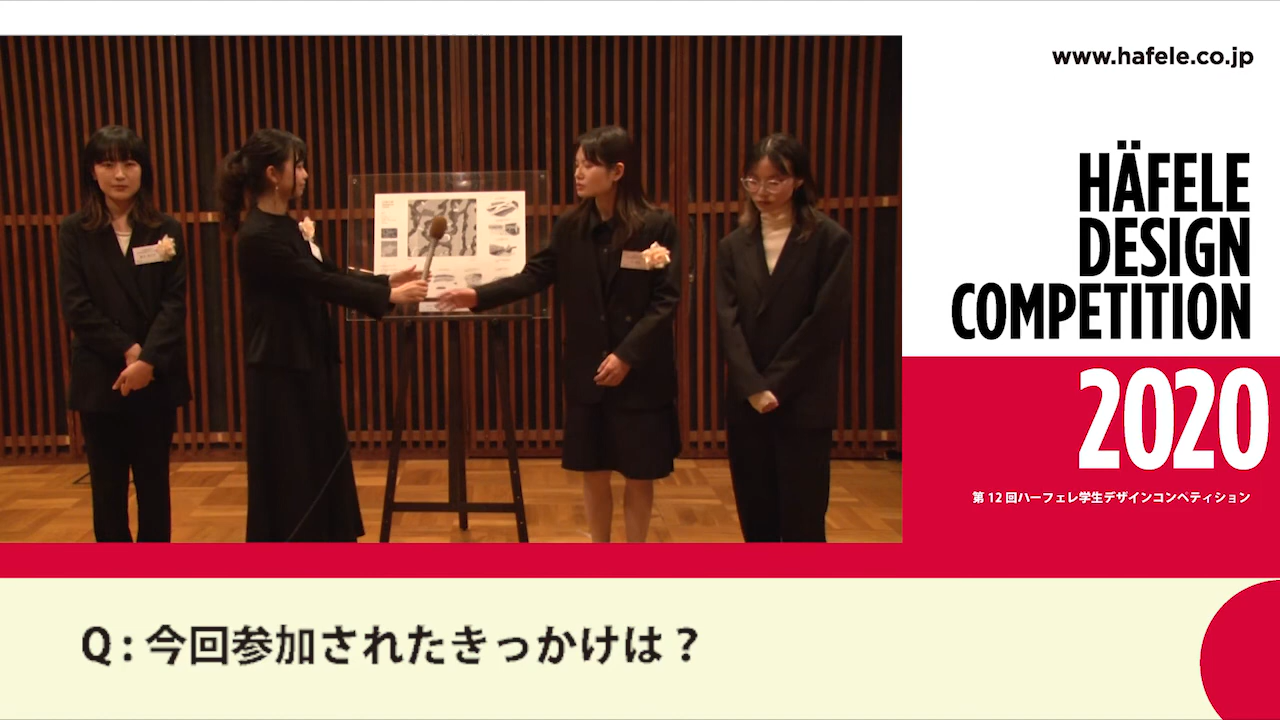 www.hafele.co.jp
HÄFELE
DESIGN
COMPETITION
2020
第12回ハーフェレ学生デザインコンペティション
Q:今回参加されたきっかけは?